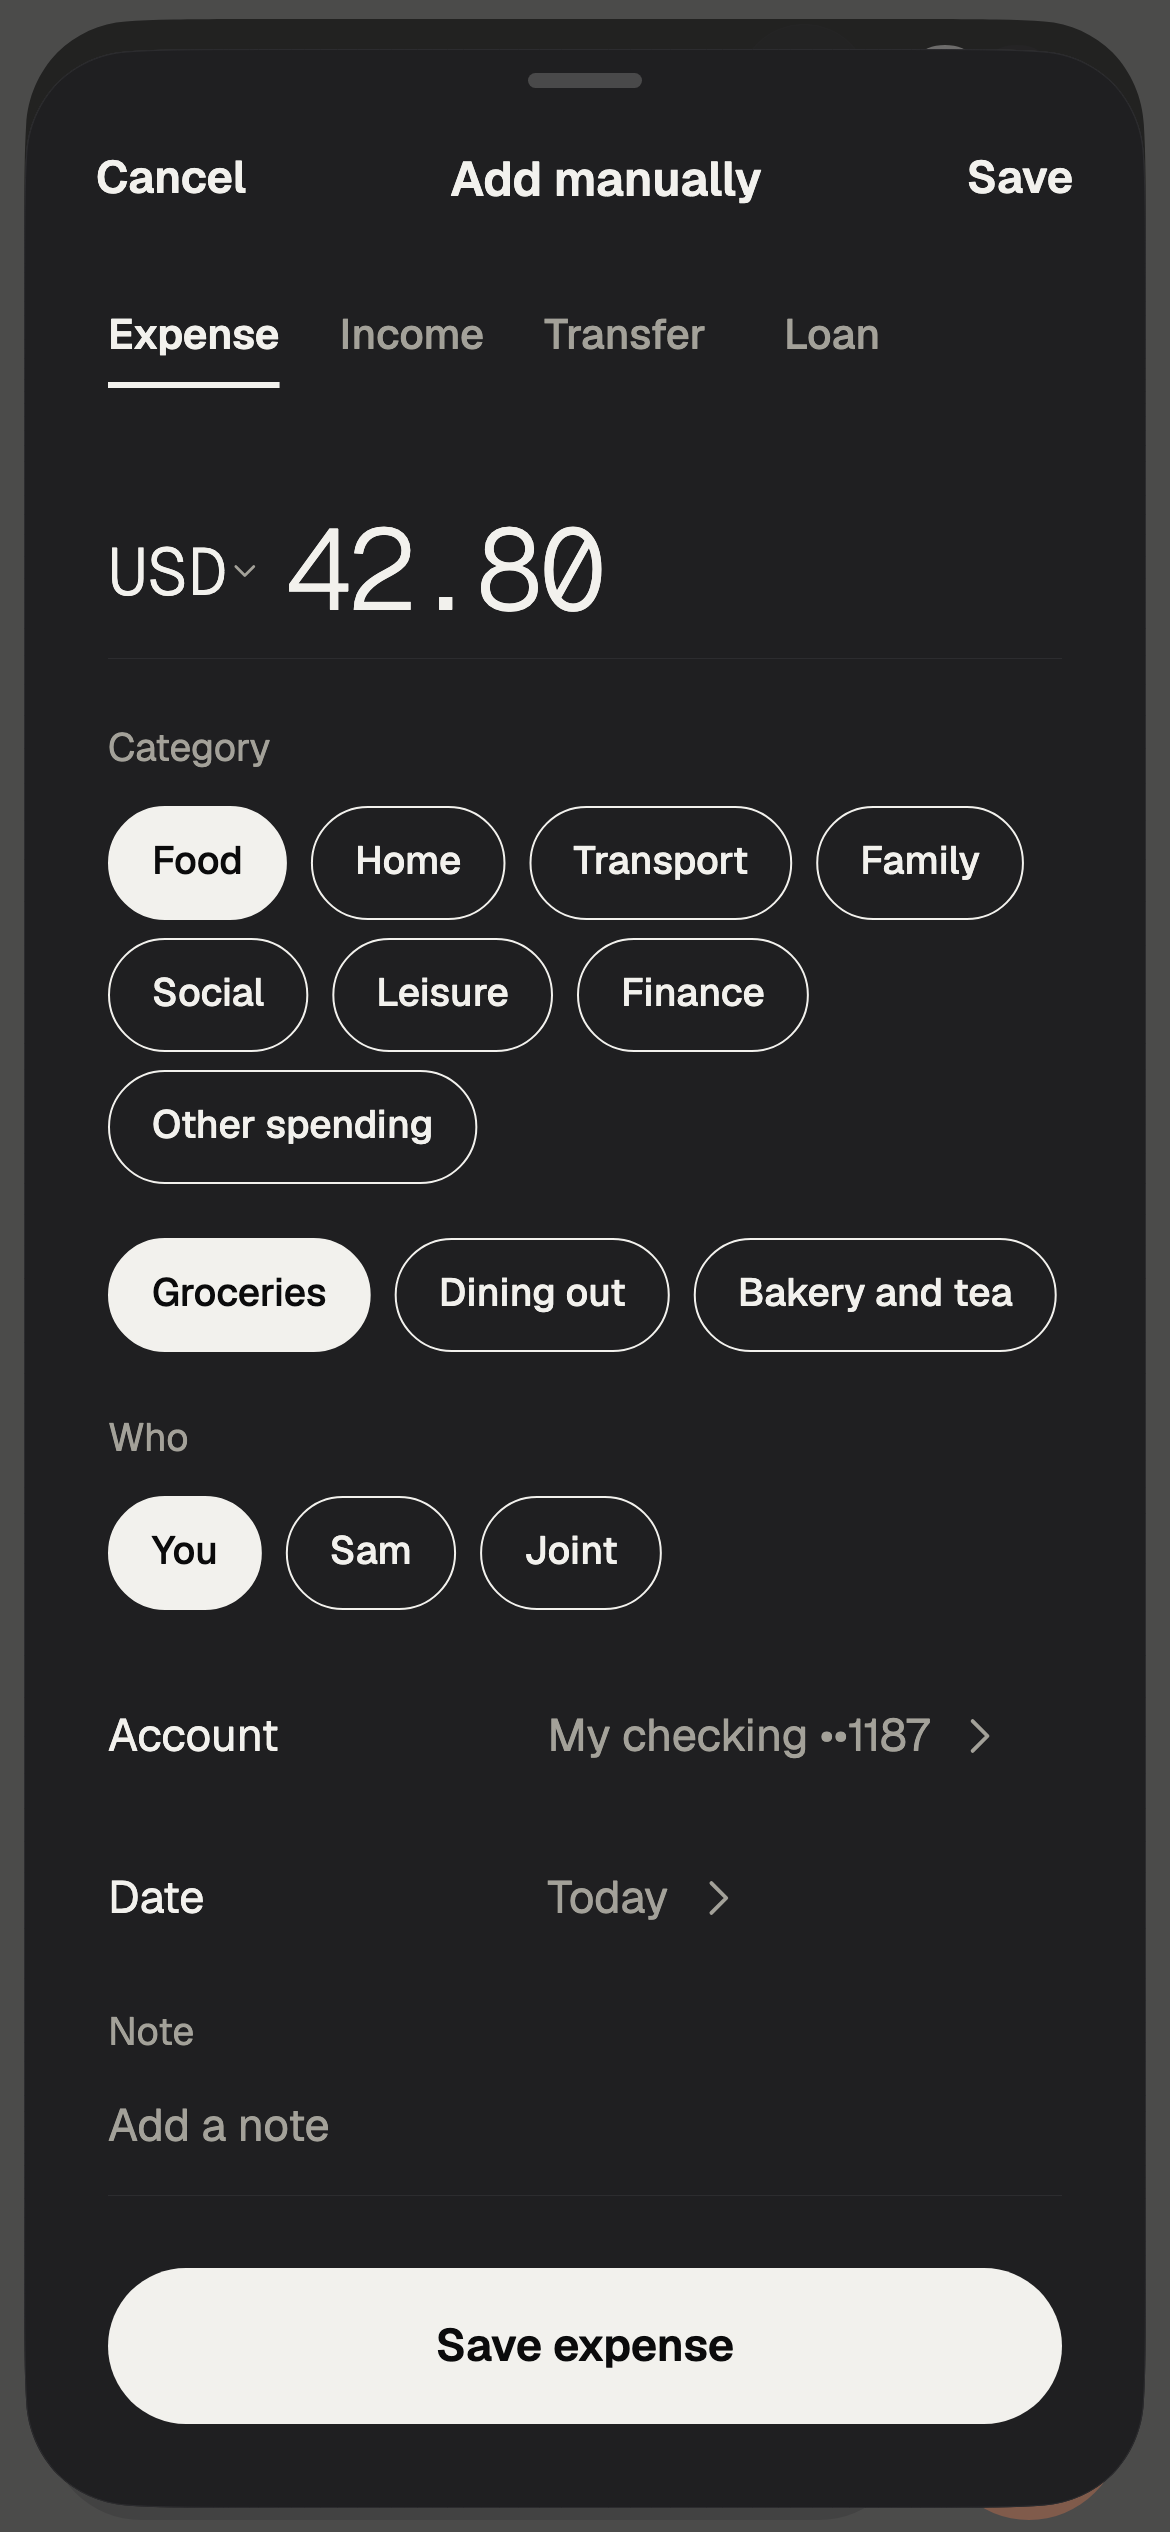 Cancel Add manually Save
Expense Income Transfer Loan
USD 42.80
Category
Food Home Transport Family
Social Leisure Finance
Other spending
Groceries Dining out Bakery and tea
Who
You Sam Joint
Account My checking ••1187
Date Today
Note
Add a note
Save expense